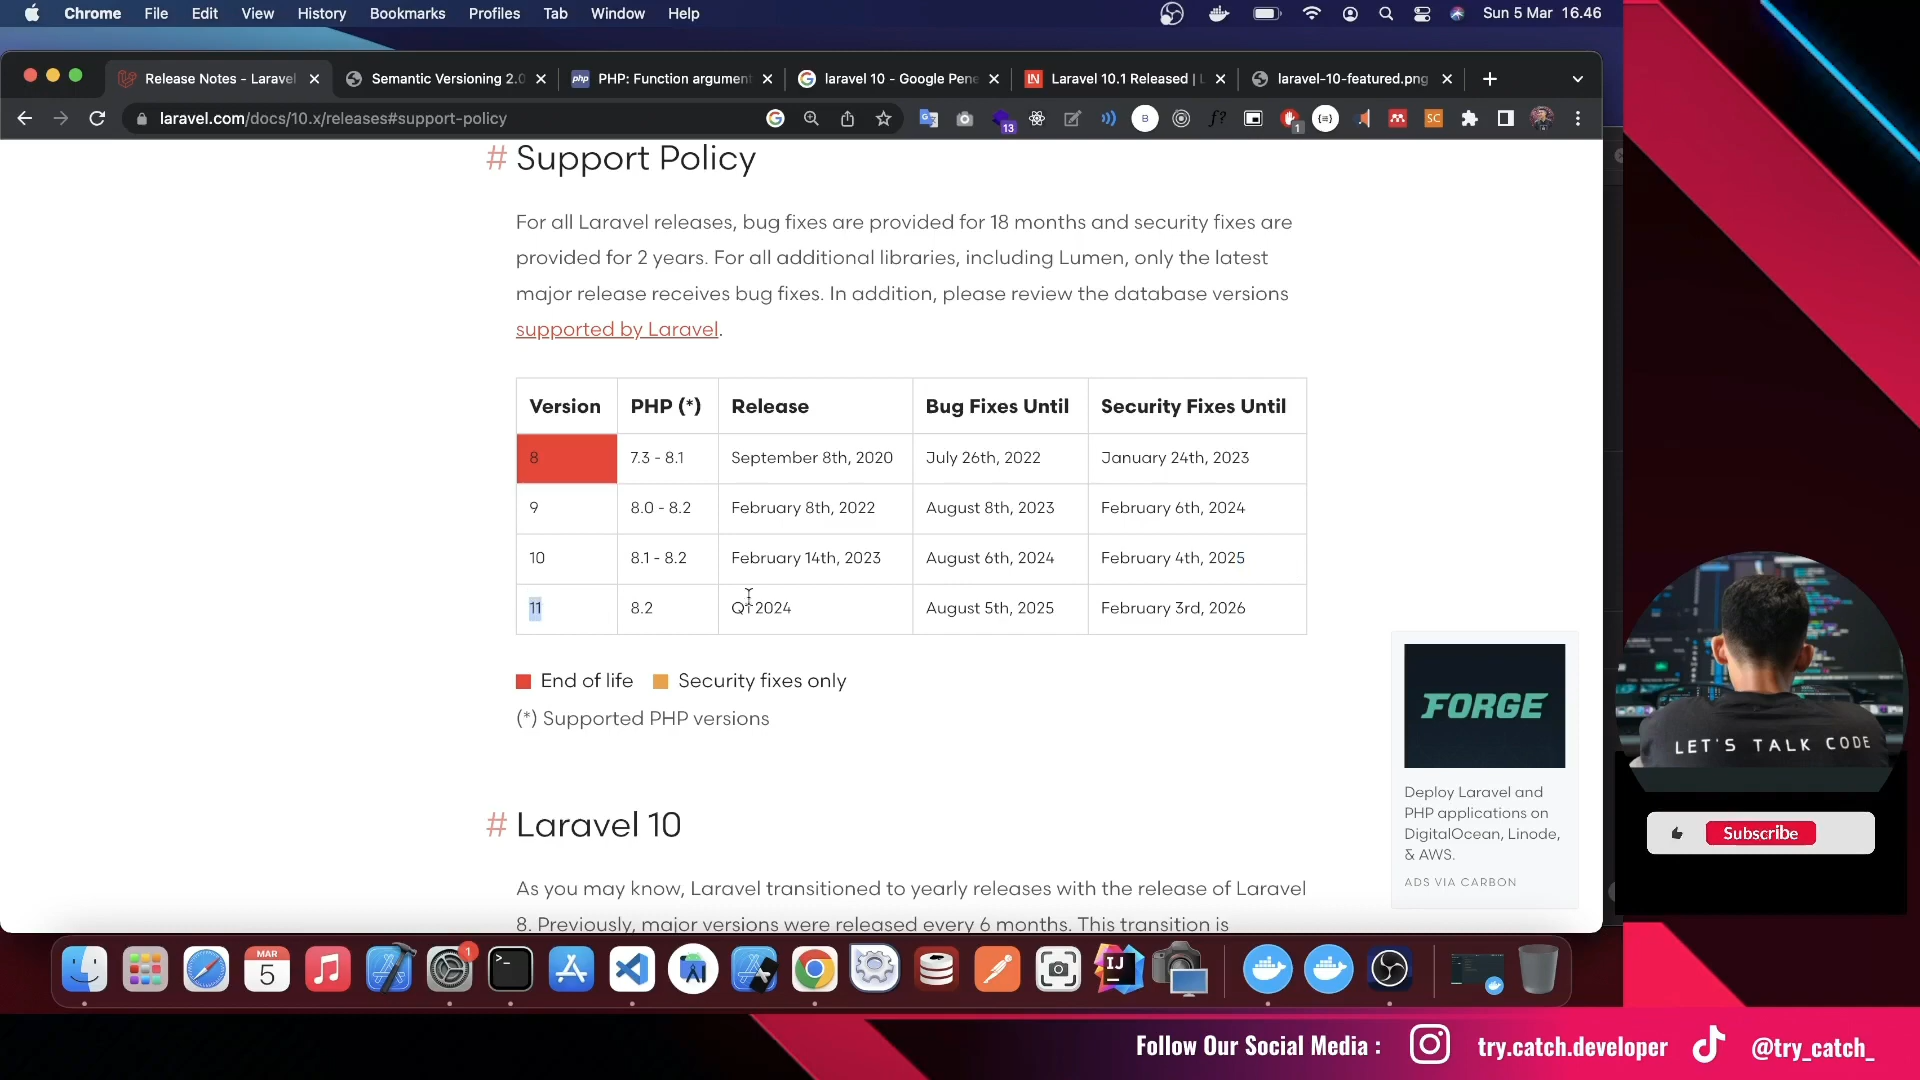 Chrome File Edit View History Bookmarks Profiles Tab Window Help
Sun 5 Mar 16.46
Release Notes - Laravel
Semantic Versioning 2.0
php PHP: Function argument
laravel 10 - Google Pene
LN Laravel 10.1 Released |
laravel-10-featured.png
laravel.com/docs/10.x/releases#support-policy
13
B
f?
1
SC
# Support Policy
For all Laravel releases, bug fixes are provided for 18 months and security fixes are
provided for 2 years. For all additional libraries, including Lumen, only the latest
major release receives bug fixes. In addition, please review the database versions
supported by Laravel.
Version PHP (*) Release Bug Fixes Until Security Fixes Until
8 7.3 - 8.1 September 8th, 2020 July 26th, 2022 January 24th, 2023
9 8.0 - 8.2 February 8th, 2022 August 8th, 2023 February 6th, 2024
10 8.1 - 8.2 February 14th, 2023 August 6th, 2024 February 4th, 2025
11 8.2 Q1 2024 August 5th, 2025 February 3rd, 2026
End of life Security fixes only
(*) Supported PHP versions
# Laravel 10
As you may know, Laravel transitioned to yearly releases with the release of Laravel
8. Previously, major versions were released every 6 months. This transition is
FORGE
Deploy Laravel and
PHP applications on
DigitalOcean, Linode,
& AWS.
ADS VIA CARBON
LET'S TALK CODE
Subscribe
MAR
5
1
IJ
Follow Our Social Media : try.catch.developer @try_catch_